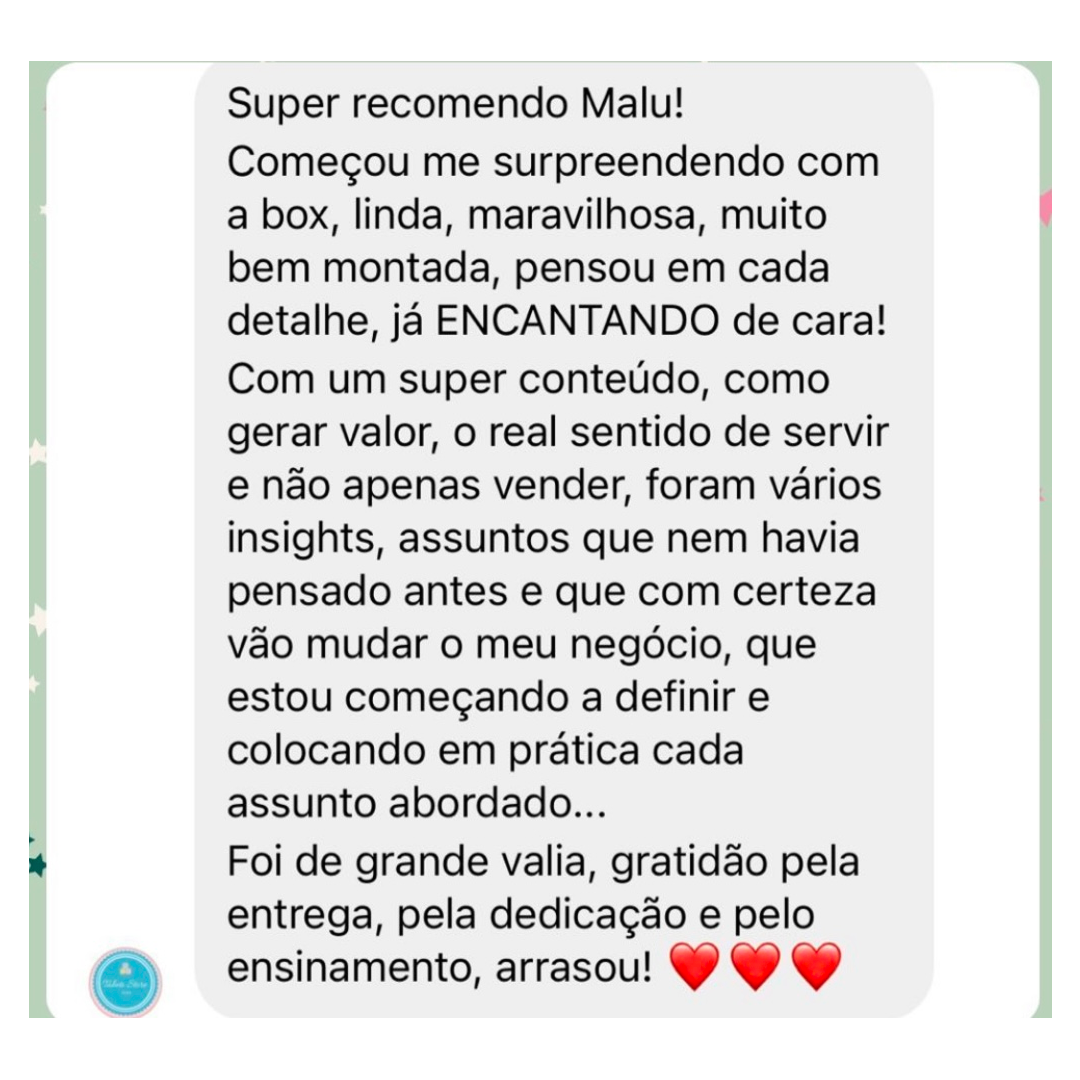 Super recomendo Malu!
Começou me surpreendendo com
a box, linda, maravilhosa, muito
bem montada, pensou em cada
detalhe, já ENCANTANDO de cara!
Com um super conteúdo, como
gerar valor, o real sentido de servir
e não apenas vender, foram vários
insights, assuntos que nem havia
pensado antes e que com certeza
vão mudar o meu negócio, que
estou começando a definir e
colocando em prática cada
assunto abordado...
Foi de grande valia, gratidão pela
entrega, pela dedicação e pelo
ensinamento, arrasou! ❤️❤️❤️